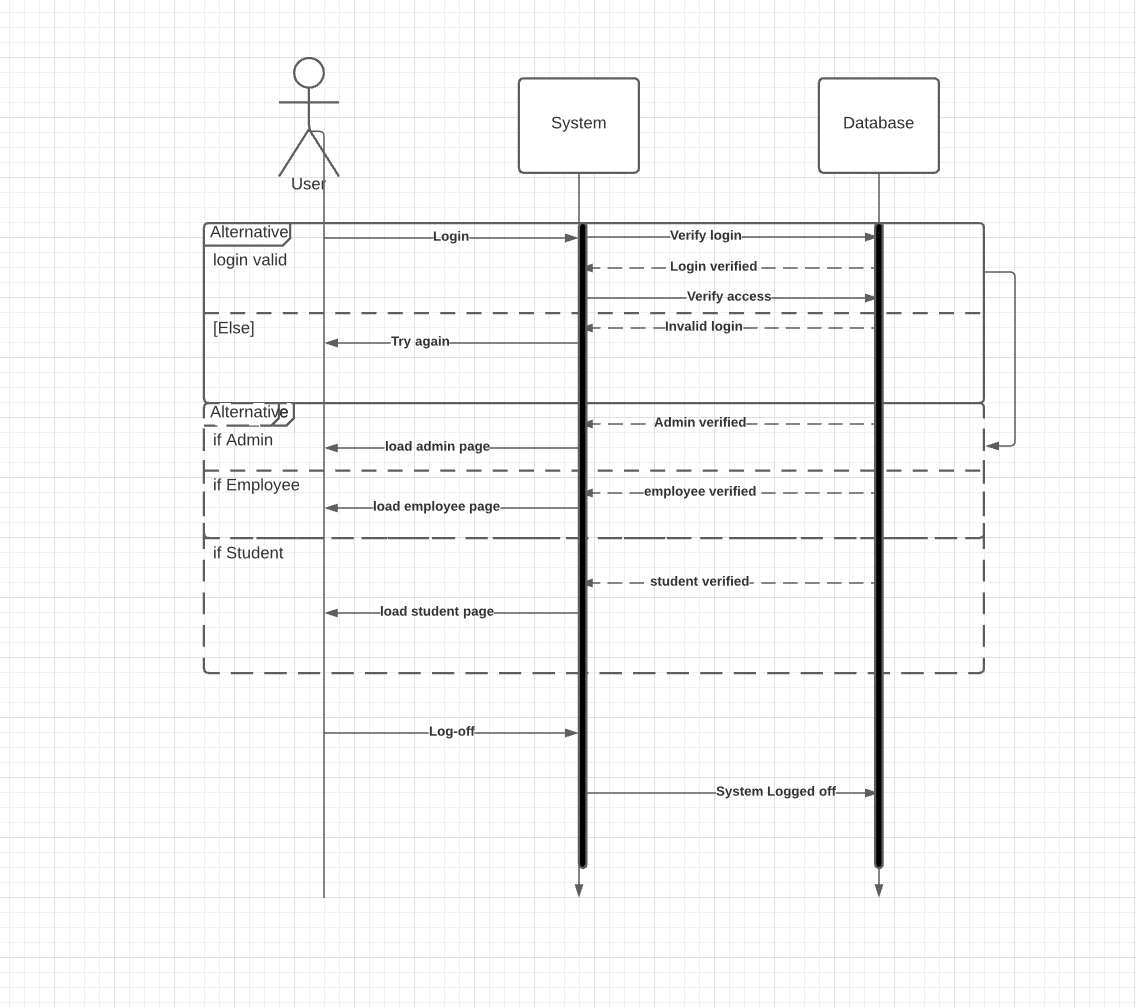 User
System
Database
Alternative
Login
Verify login
login valid
Login verified
Verify access
[Else]
Invalid login
Try again
Alternative
Admin verified
if Admin
load admin page
if Employee
employee verified
load employee page
if Student
student verified
load student page
Log-off
System Logged off